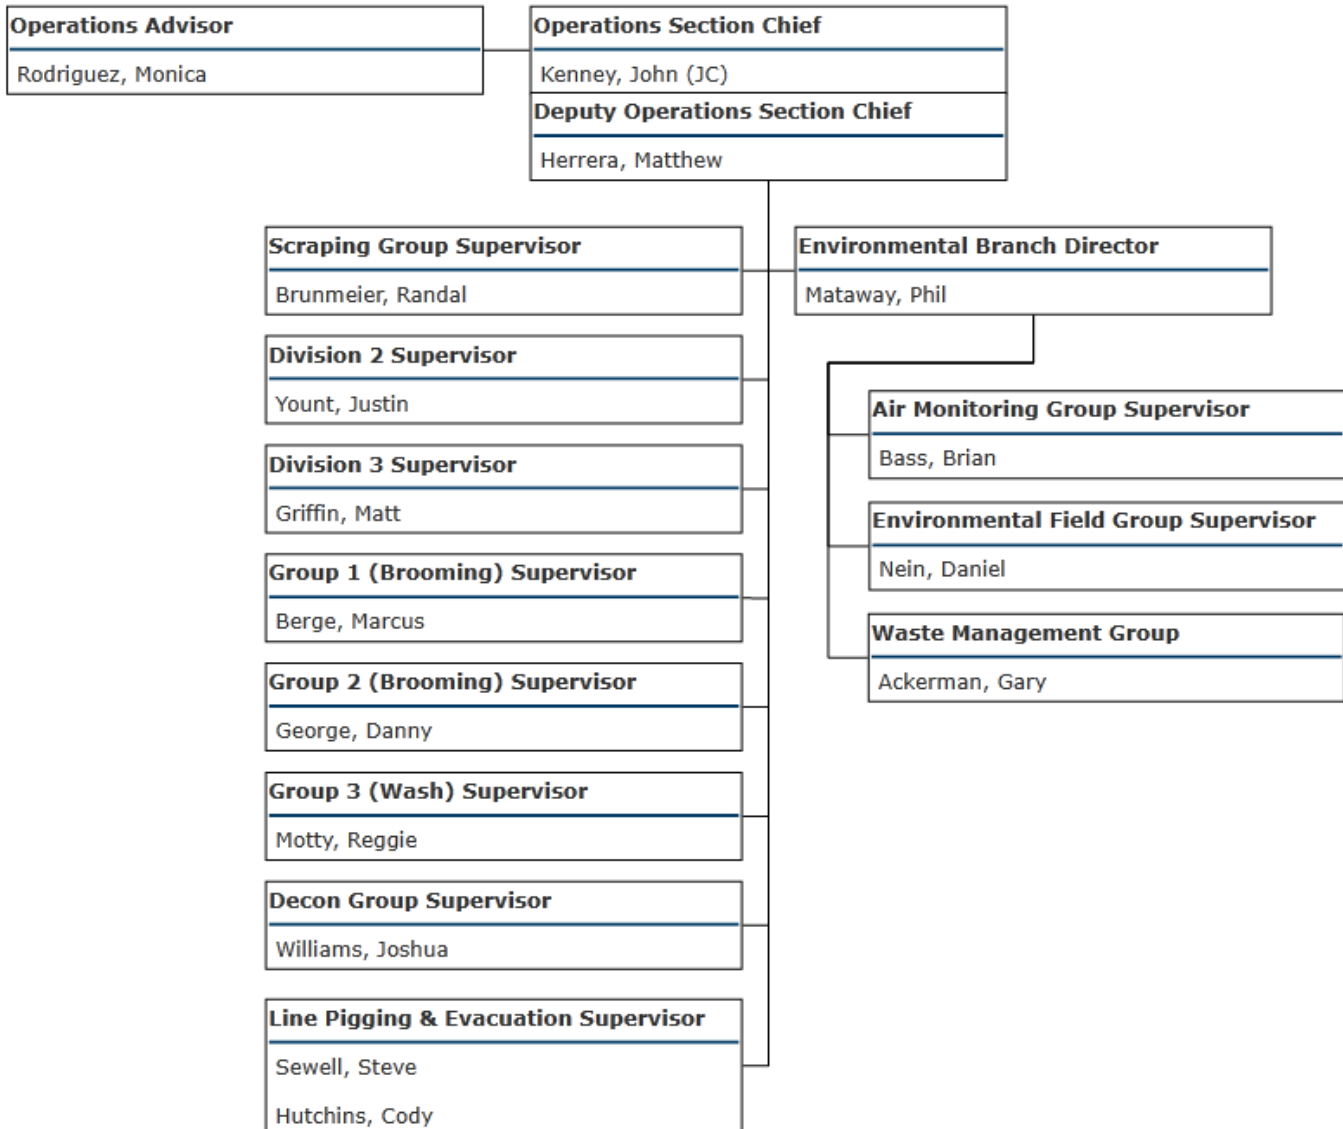 Operations Advisor
Rodriguez, Monica
Operations Section Chief
Kenney, John (JC)
Deputy Operations Section Chief
Herrera, Matthew
Scraping Group Supervisor
Brunmeier, Randal
Division 2 Supervisor
Yount, Justin
Division 3 Supervisor
Griffin, Matt
Group 1 (Brooming) Supervisor
Berge, Marcus
Group 2 (Brooming) Supervisor
George, Danny
Group 3 (Wash) Supervisor
Motty, Reggie
Decon Group Supervisor
Williams, Joshua
Line Pigging & Evacuation Supervisor
Sewell, Steve
Hutchins, Cody
Environmental Branch Director
Mataway, Phil
Air Monitoring Group Supervisor
Bass, Brian
Environmental Field Group Supervisor
Nein, Daniel
Waste Management Group
Ackerman, Gary